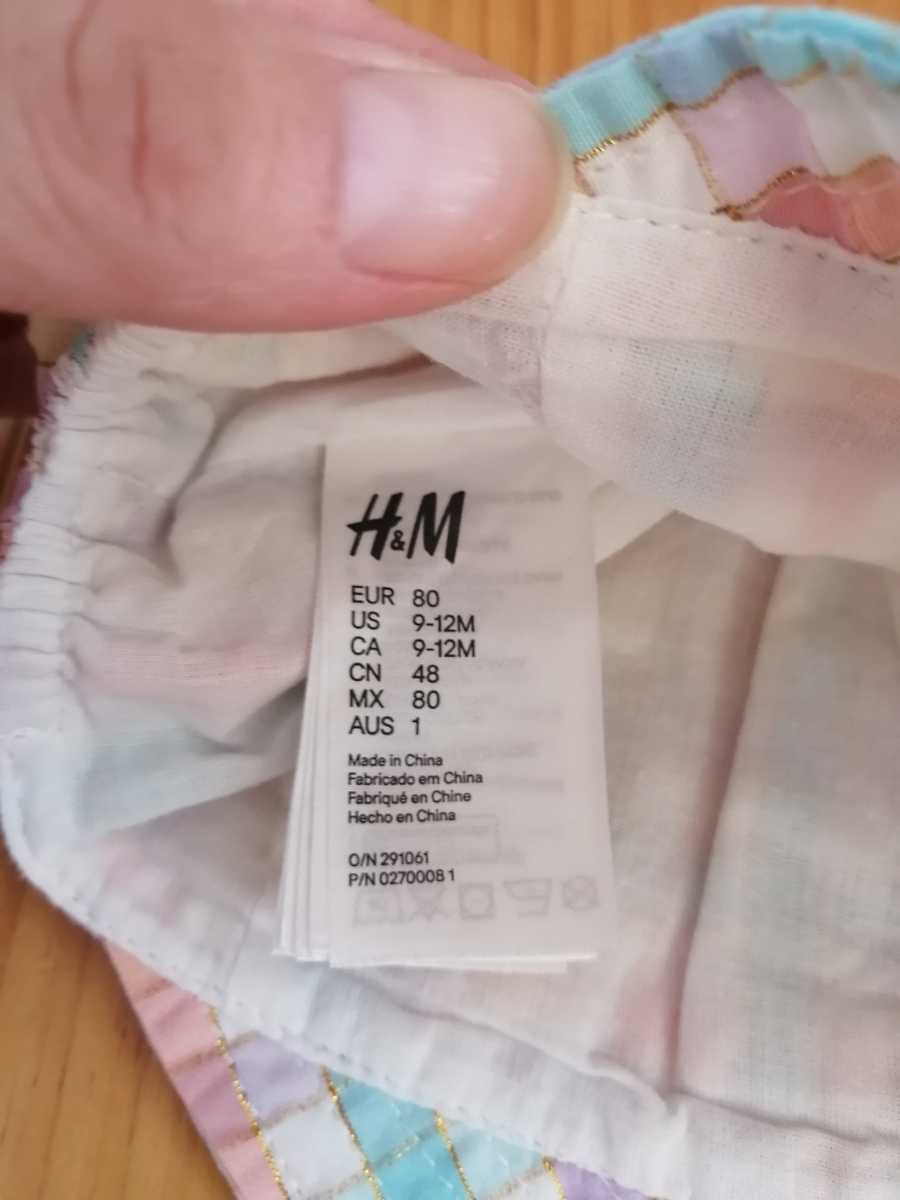 H&M
EUR 80
US 9-12M
CA 9-12M
CN 48
MX 80
AUS 1
Made in China
Fabricado em China
Fabriqué en Chine
Hecho en China
O/N 291061
P/N 0270008 1